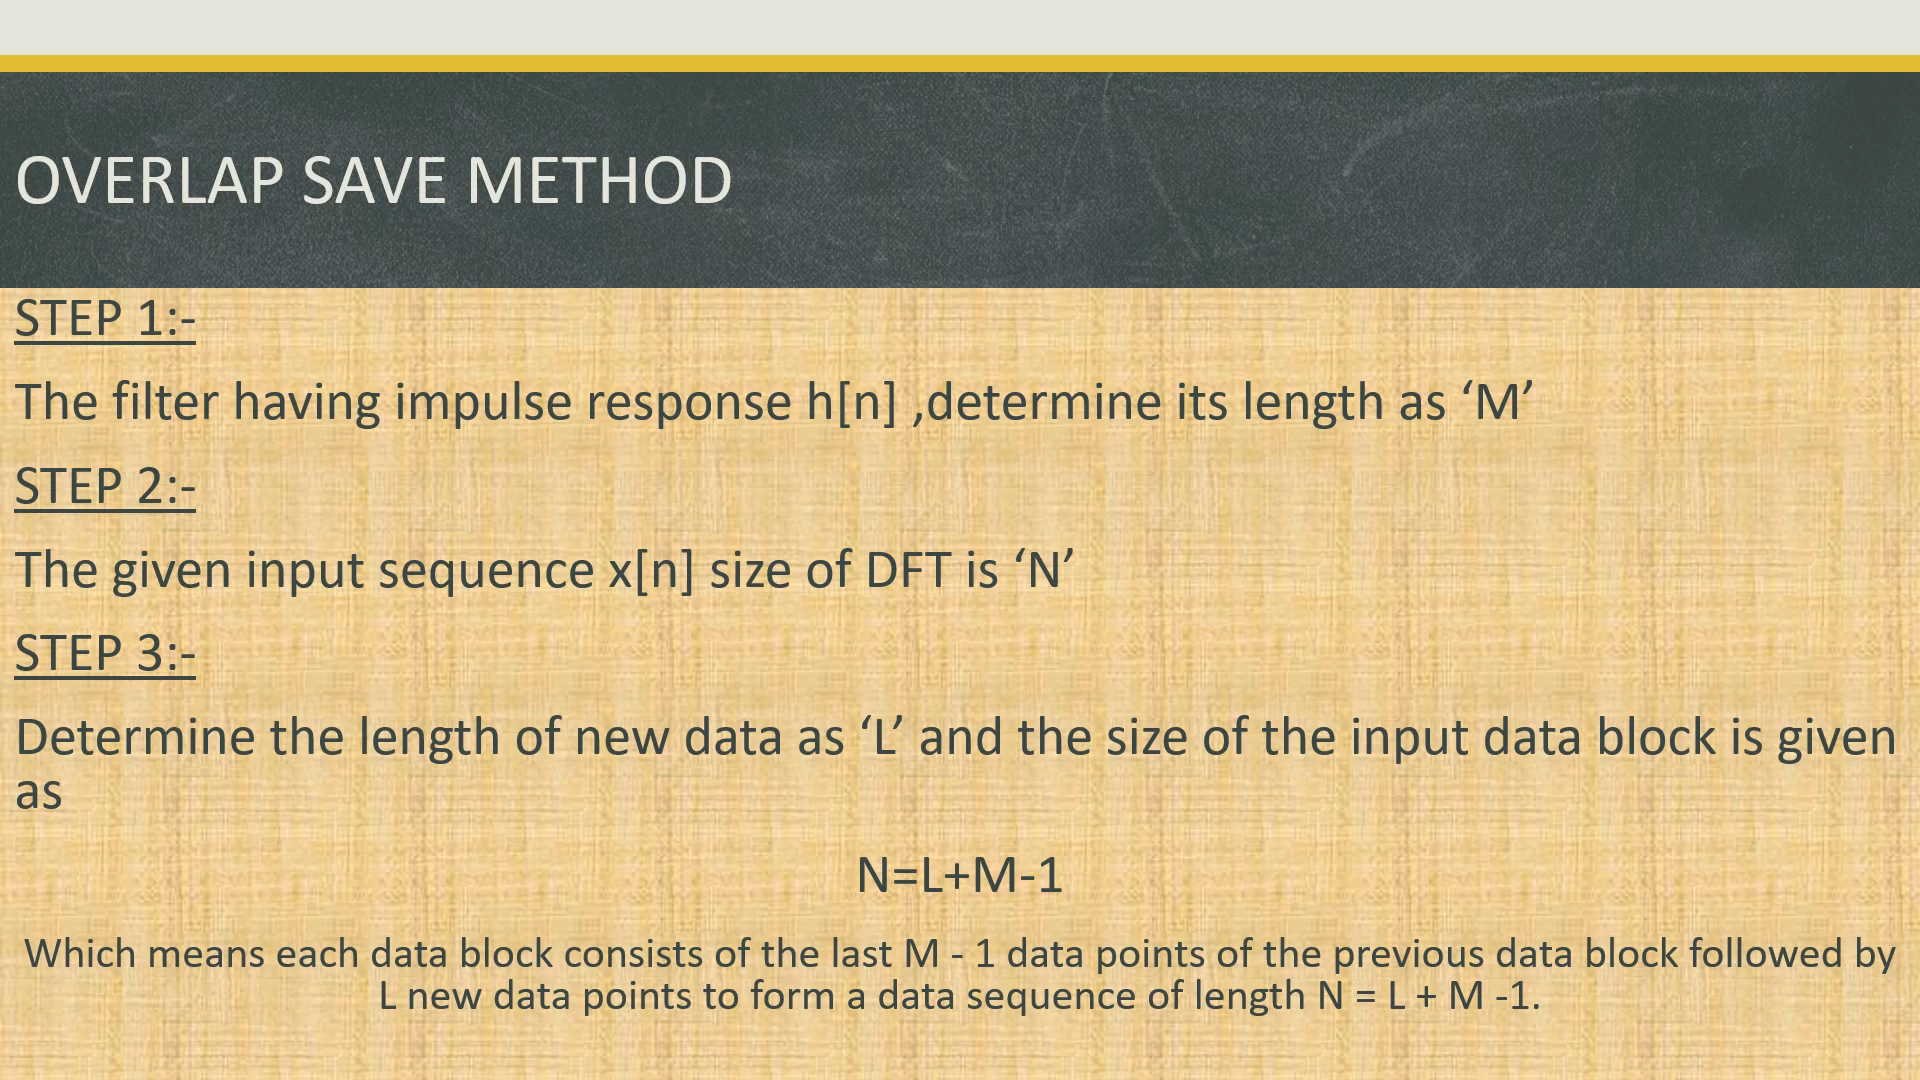 OVERLAP SAVE METHOD
STEP 1:-
The filter having impulse response h[n] ,determine its length as ‘M’
STEP 2:-
The given input sequence x[n] size of DFT is ‘N’
STEP 3:-
Determine the length of new data as ‘L’ and the size of the input data block is given
as
N=L+M-1
Which means each data block consists of the last M - 1 data points of the previous data block followed by
L new data points to form a data sequence of length N = L + M -1.